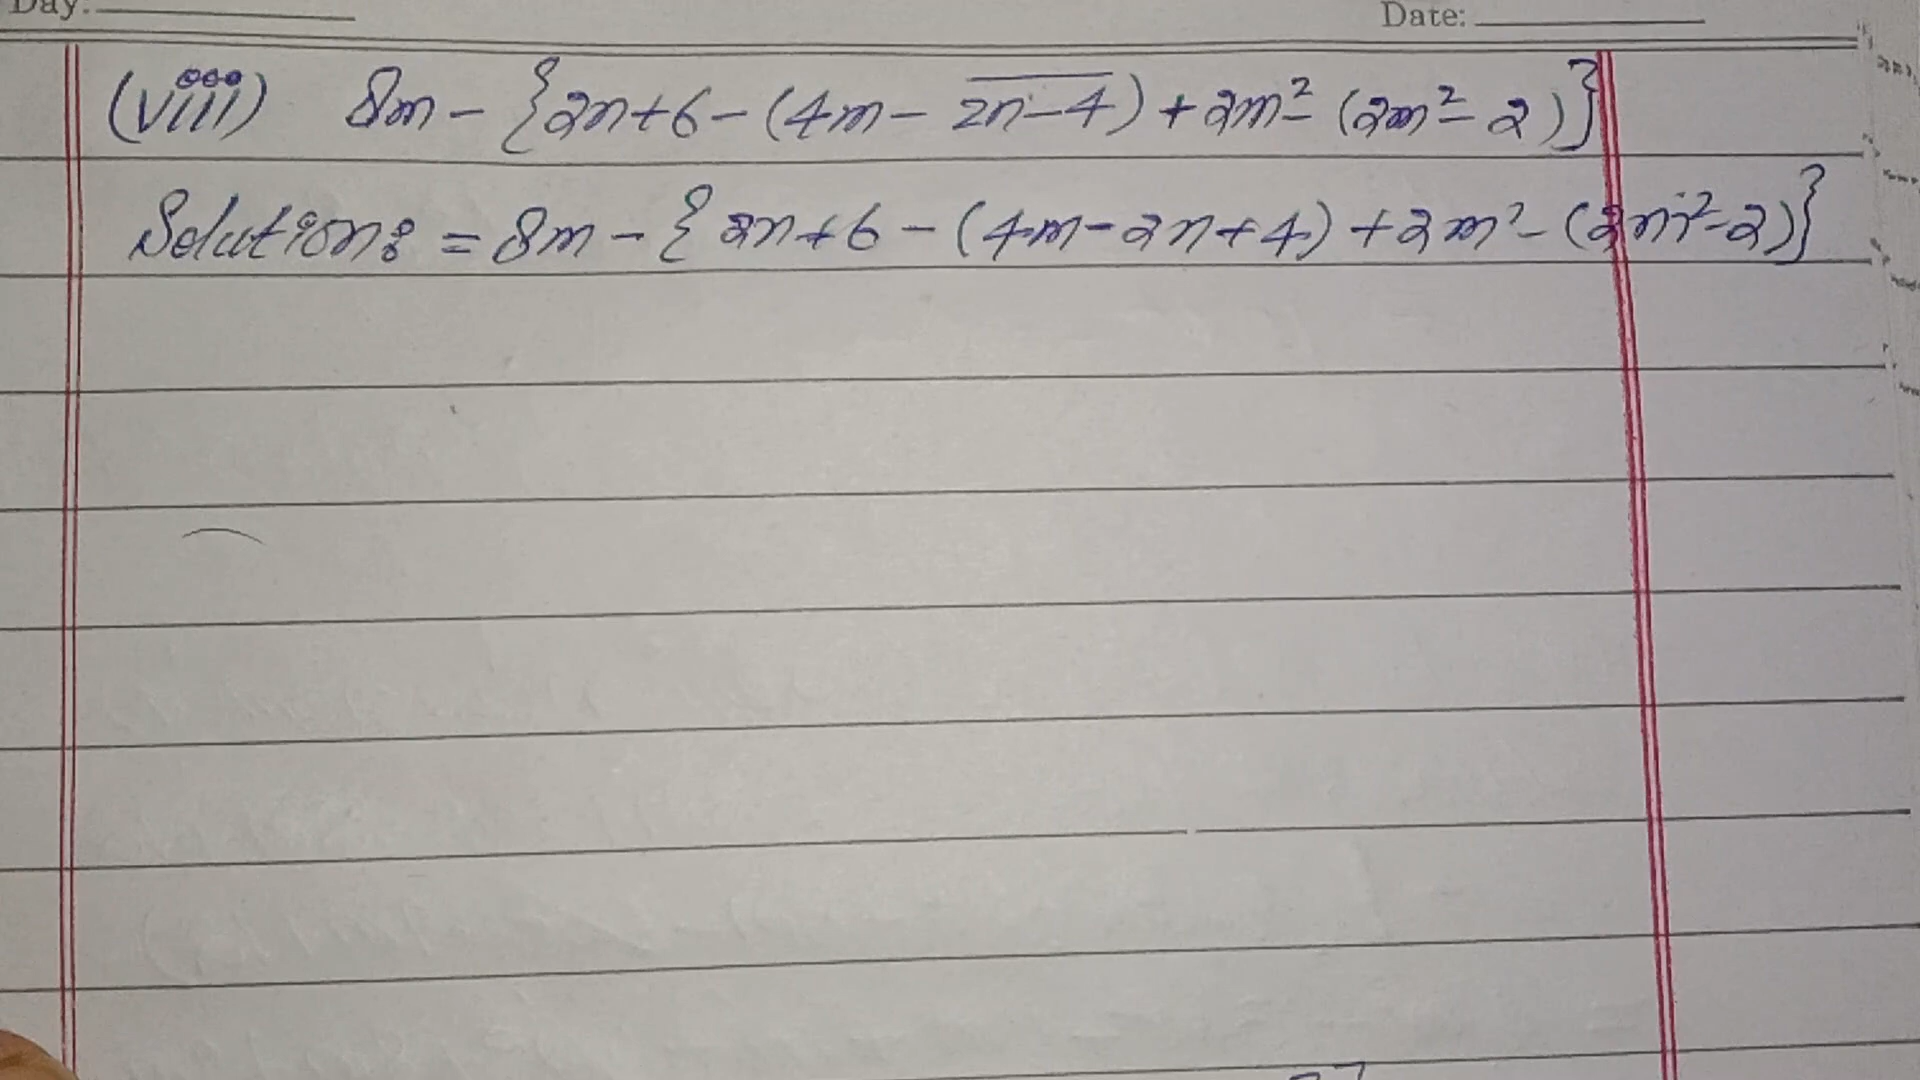 Day: Date:
(viii) 8m - {2n+6-(4m- 2n-4) + 2m² - (2m² - 2)}
Solution: = 8m - {2n+6 - (4m-2n+4) + 2m² - (2m²-2)}